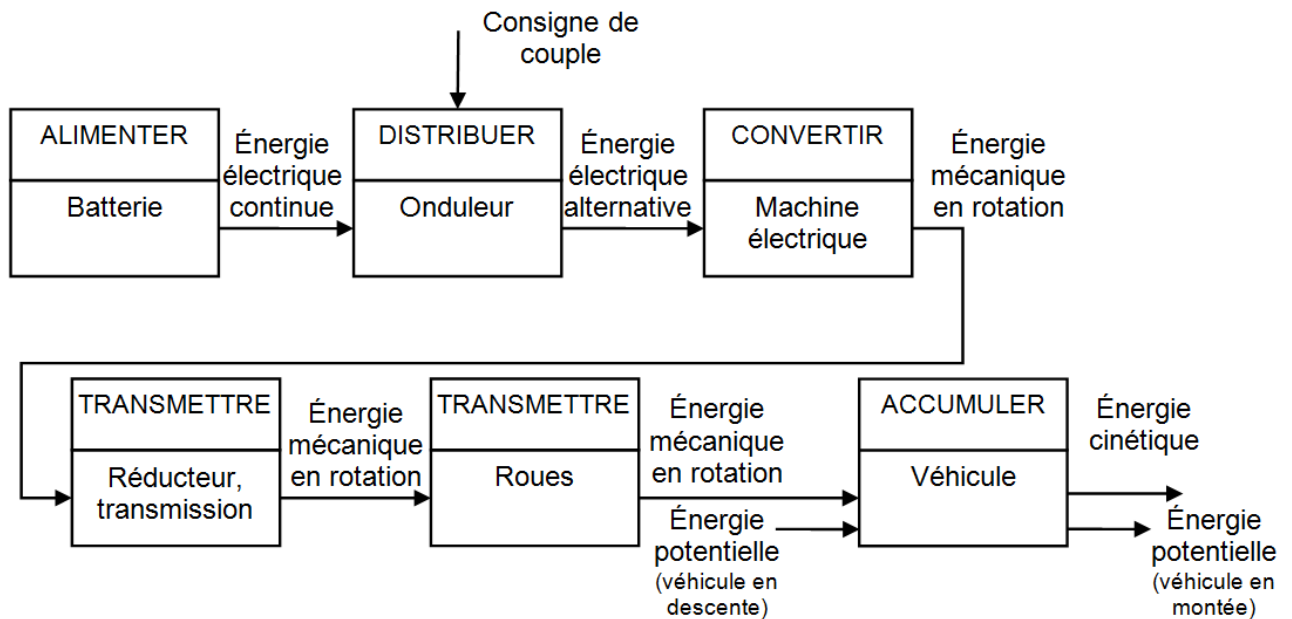 Consigne de
couple
ALIMENTER
Batterie
Énergie
électrique
continue
DISTRIBUER
Onduleur
Énergie
électrique
alternative
CONVERTIR
Machine
électrique
Énergie
mécanique
en rotation
TRANSMETTRE
Réducteur,
transmission
Énergie
mécanique
en rotation
TRANSMETTRE
Roues
Énergie
mécanique
en rotation
Énergie
potentielle
(véhicule en
descente)
ACCUMULER
Véhicule
Énergie
cinétique
Énergie
potentielle
(véhicule en
montée)